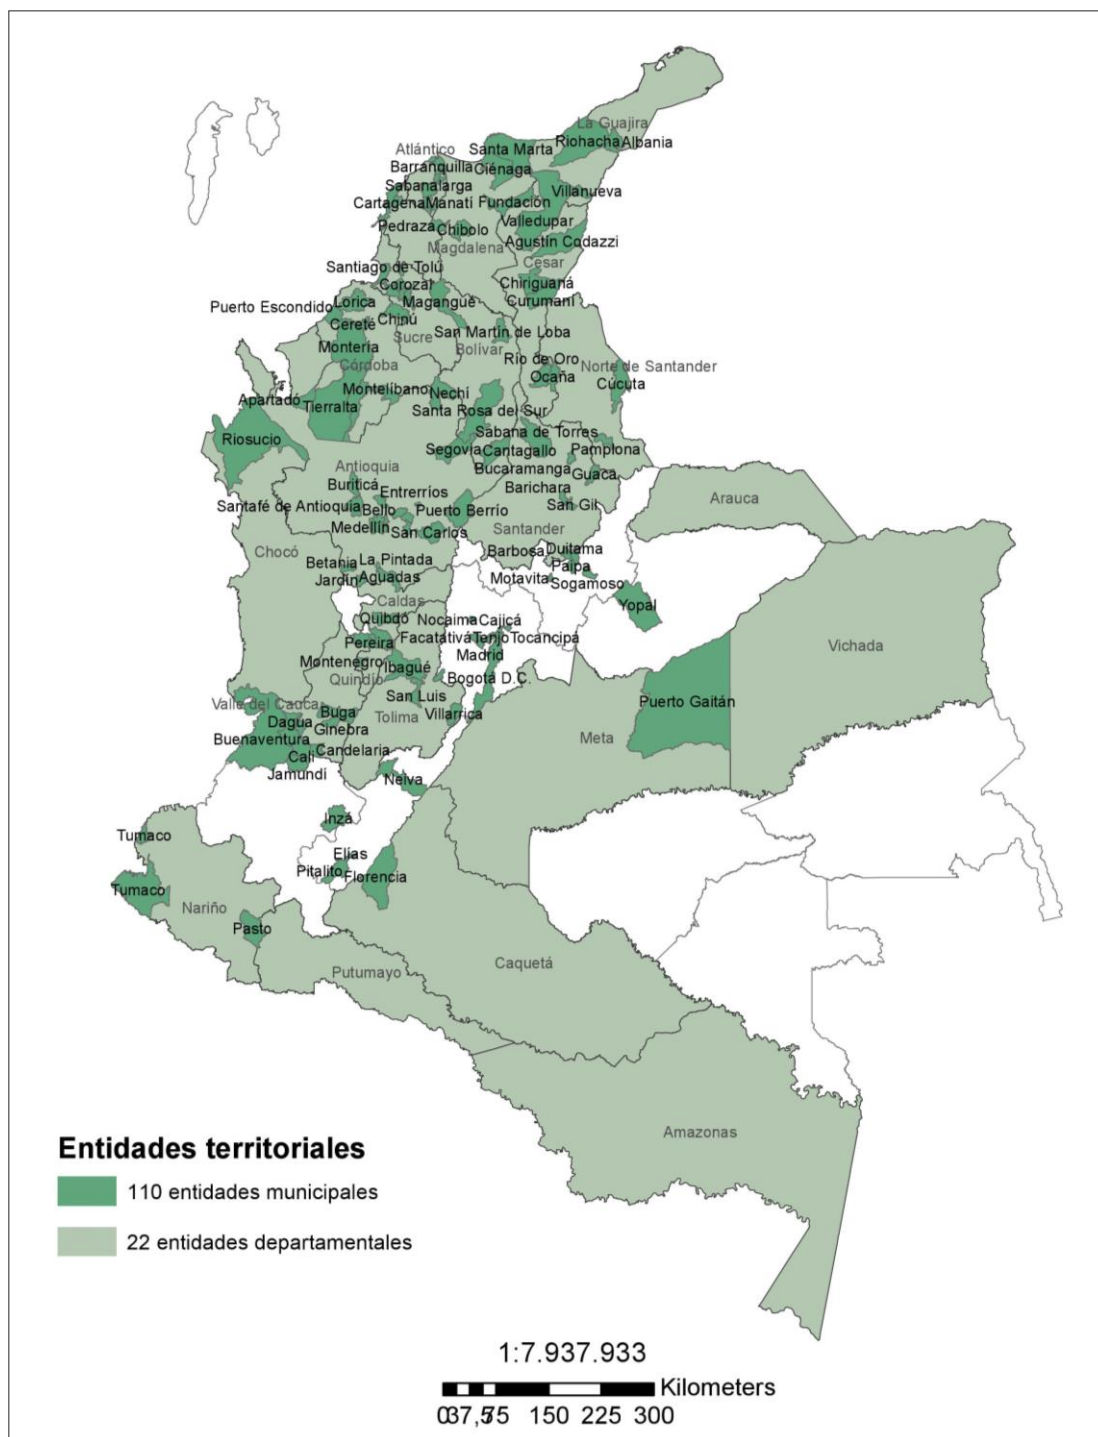 La Guajira
Riohacha
Albania
Santa Marta
Atlántico
Barranquilla
Ciénaga
Sabanalarga
Villanueva
Cartagena
Manatí
Fundación
Pedraza
Chibolo
Valledupar
Magdalena
Agustín Codazzi
Cesar
Santiago de Tolú
Corozal
Chiriguaná
Curumaní
Puerto Escondido
Lorica
Magangué
Cereté
Chinú
Sucre
San Martín de Loba
Bolívar
Montería
Córdoba
Río de Oro
Ocaña
Norte de Santander
Cúcuta
Apartadó
Tierralta
Montelíbano
Nechí
Santa Rosa del Sur
Riosucio
Sabana de Torres
Segovia
Cantagallo
Pamplona
Antioquia
Bucaramanga
Guaca
Buriticá
Entrerríos
Barichara
Arauca
Santafé de Antioquia
Bello
Puerto Berrío
San Gil
Medellín
San Carlos
Santander
Chocó
Betania
La Pintada
Barbosa
Duitama
Paipa
Jardín
Aguadas
Motavita
Sogamoso
Caldas
Yopal
Quibdó
Nocaima
Cajicá
Pereira
Facatativá
Tenjo
Tocancipá
Madrid
Vichada
Montenegro
Ibagué
Quindío
Bogotá D.C.
Puerto Gaitán
Valle del Cauca
San Luis
Buga
Tolima
Villarrica
Dagua
Ginebra
Meta
Buenaventura
Candelaria
Cali
Jamundí
Neiva
Inzá
Tumaco
Elías
Pitalito
Florencia
Tumaco
Nariño
Pasto
Caquetá
Putumayo
Amazonas
Entidades territoriales
110 entidades municipales
22 entidades departamentales
1:7.937.933
Kilometers
0 37,5 75 150 225 300